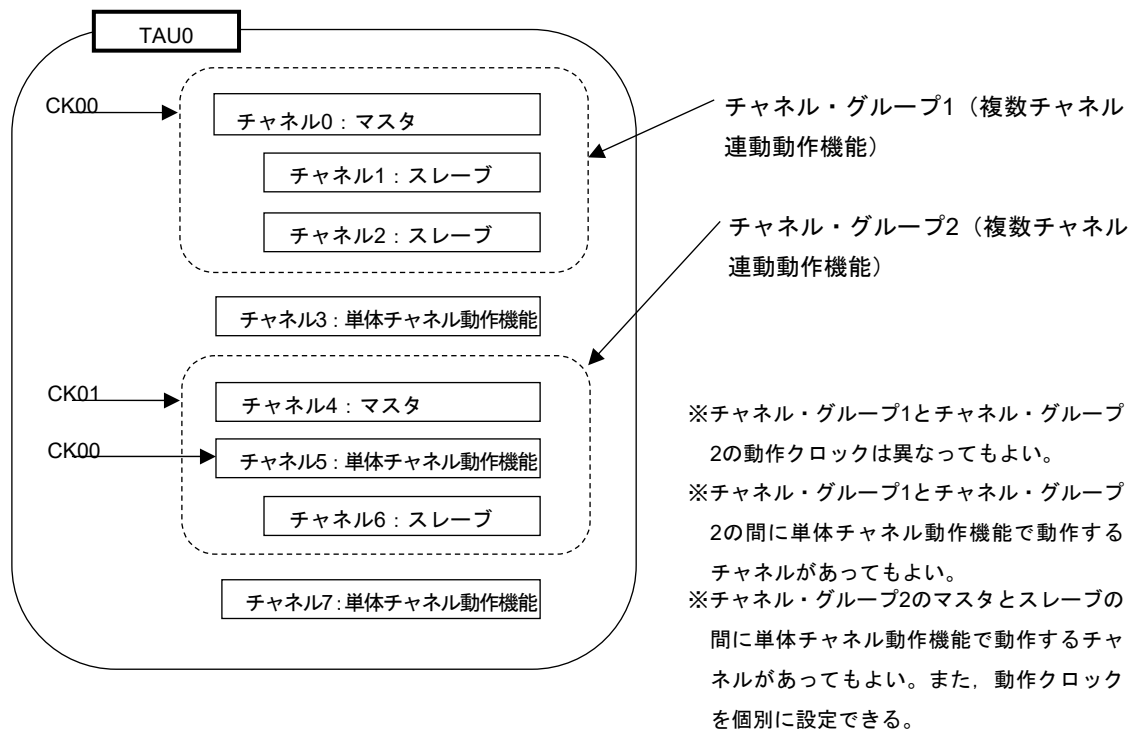 TAU0
CK00
チャネル0：マスタ
チャネル1：スレーブ
チャネル2：スレーブ
チャネル・グループ1（複数チャネル
連動動作機能）
チャネル・グループ2（複数チャネル
連動動作機能）
チャネル3：単体チャネル動作機能
CK01
チャネル4：マスタ
CK00
チャネル5：単体チャネル動作機能
チャネル6：スレーブ
チャネル7：単体チャネル動作機能
※チャネル・グループ1とチャネル・グループ
2の動作クロックは異なってもよい。
※チャネル・グループ1とチャネル・グループ
2の間に単体チャネル動作機能で動作する
チャネルがあってもよい。
※チャネル・グループ2のマスタとスレーブの
間に単体チャネル動作機能で動作するチャ
ネルがあってもよい。また，動作クロック
を個別に設定できる。